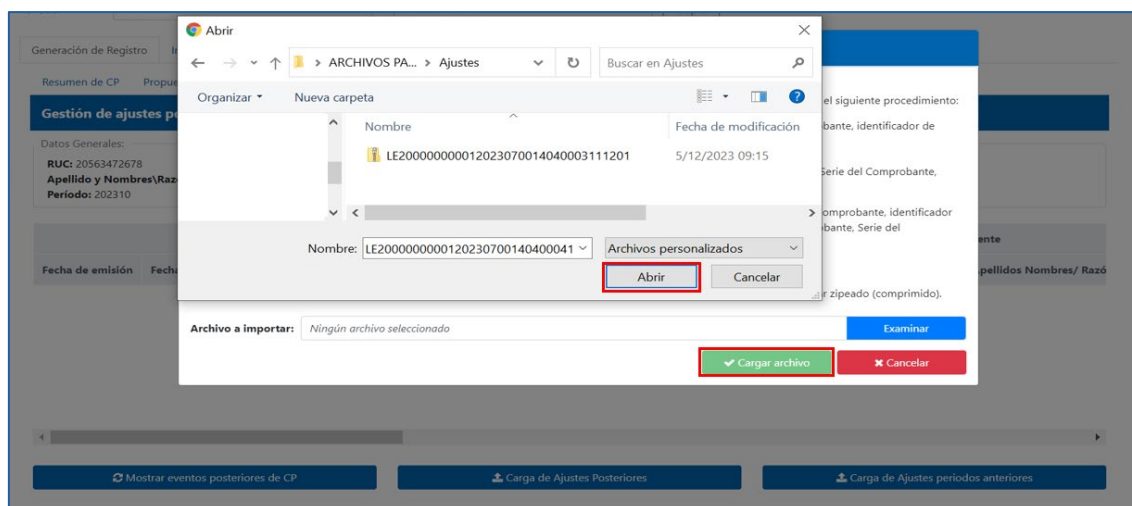 Abrir
Generación de Registro
ARCHIVOS PA... > Ajustes
Buscar en Ajustes
Resumen de CP
Organizar
Nueva carpeta
el siguiente procedimiento:
Gestión de ajustes
Nombre
Fecha de modificación
identificador de
Datos Generales:
LE2000000000120230700140400003111201
5/12/2023 09:15
RUC: 20563472678
Serie del Comprobante,
Apellido y Nombres\Raz
Período: 202310
omprobante, identificador
bante, Serie del
Nombre:
LE2000000000120230700140400041
Archivos personalizados
ente
Fecha de emisión
Fecha
Abrir
Cancelar
pellidos Nombres/ Razó
r zipeado (comprimido).
Archivo a importar:
Ningún archivo seleccionado
Examinar
Cargar archivo
Cancelar
Mostrar eventos posteriores de CP
Carga de Ajustes Posteriores
Carga de Ajustes periodos anteriores